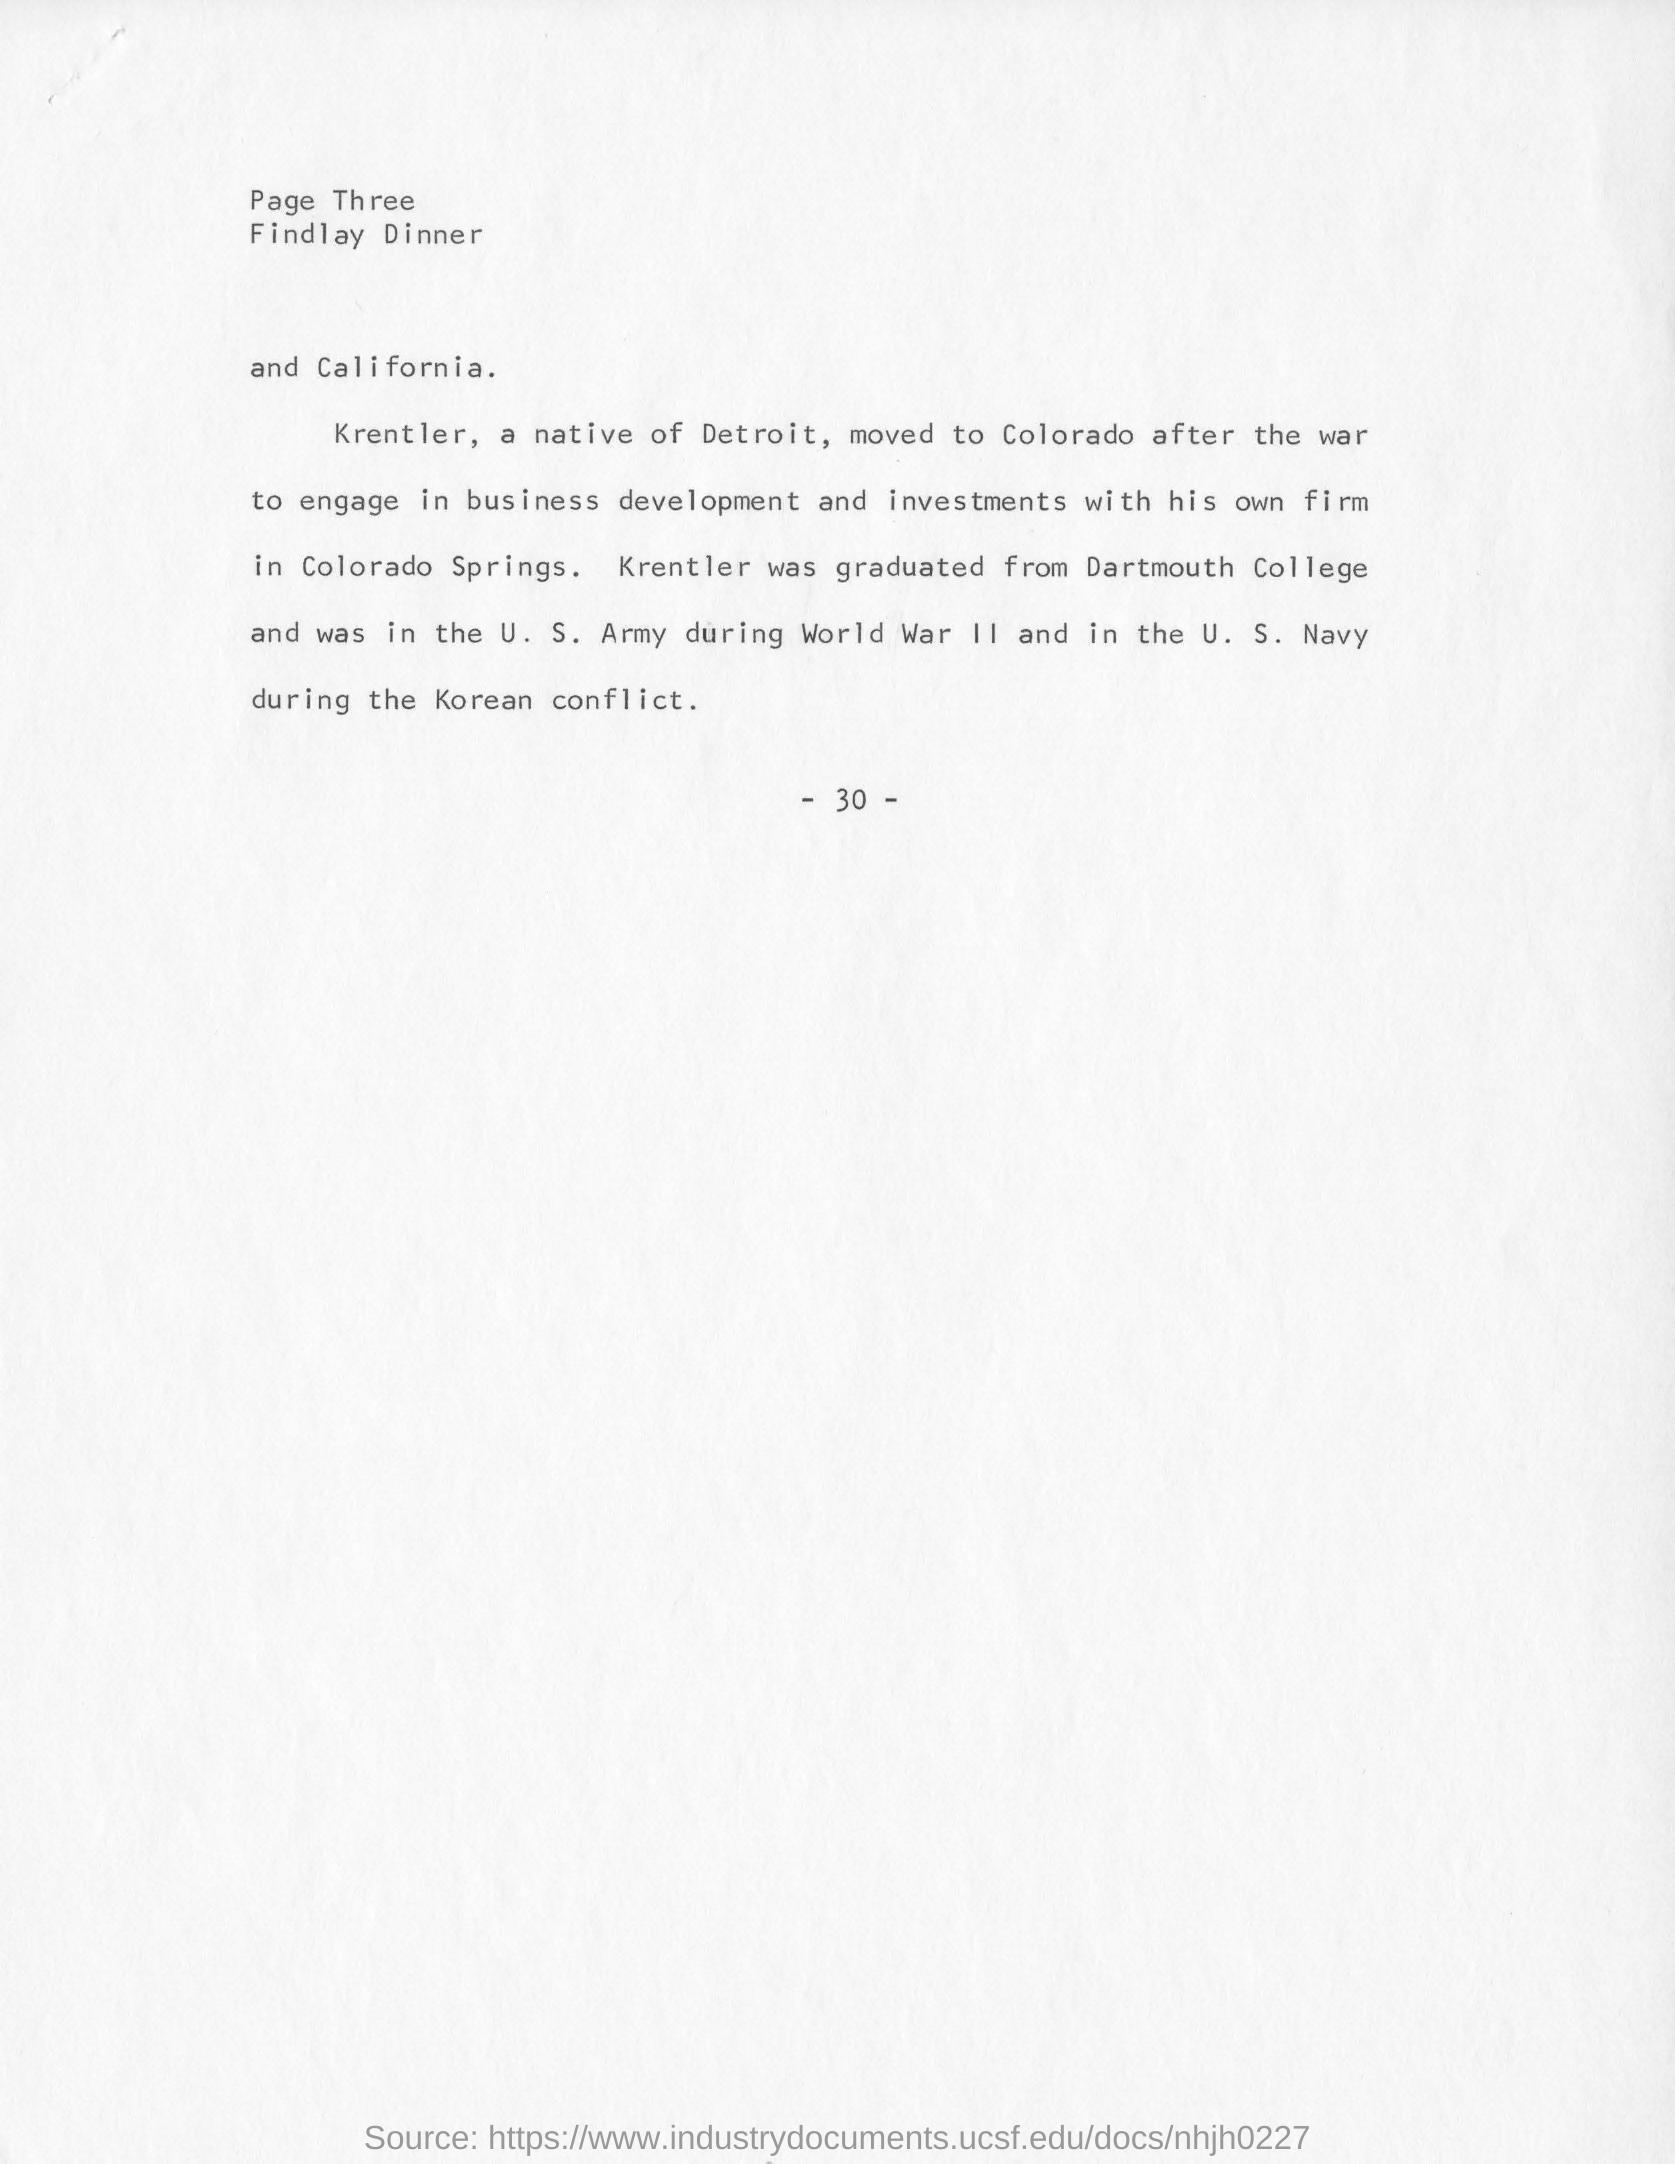 Page Three
Findlay Dinner
and California.
Krentler, a native of Detroit, moved to Colorado after the war
to engage in business development and investments with his own firm
in Colorado Springs. Krentler was graduated from Dartmouth College
and was in the U. S. Army during World War II and in the U. S. Navy
during the Korean conflict.
- 30 -
Source: https://www.industrydocuments.ucsf.edu/docs/nhjh0227